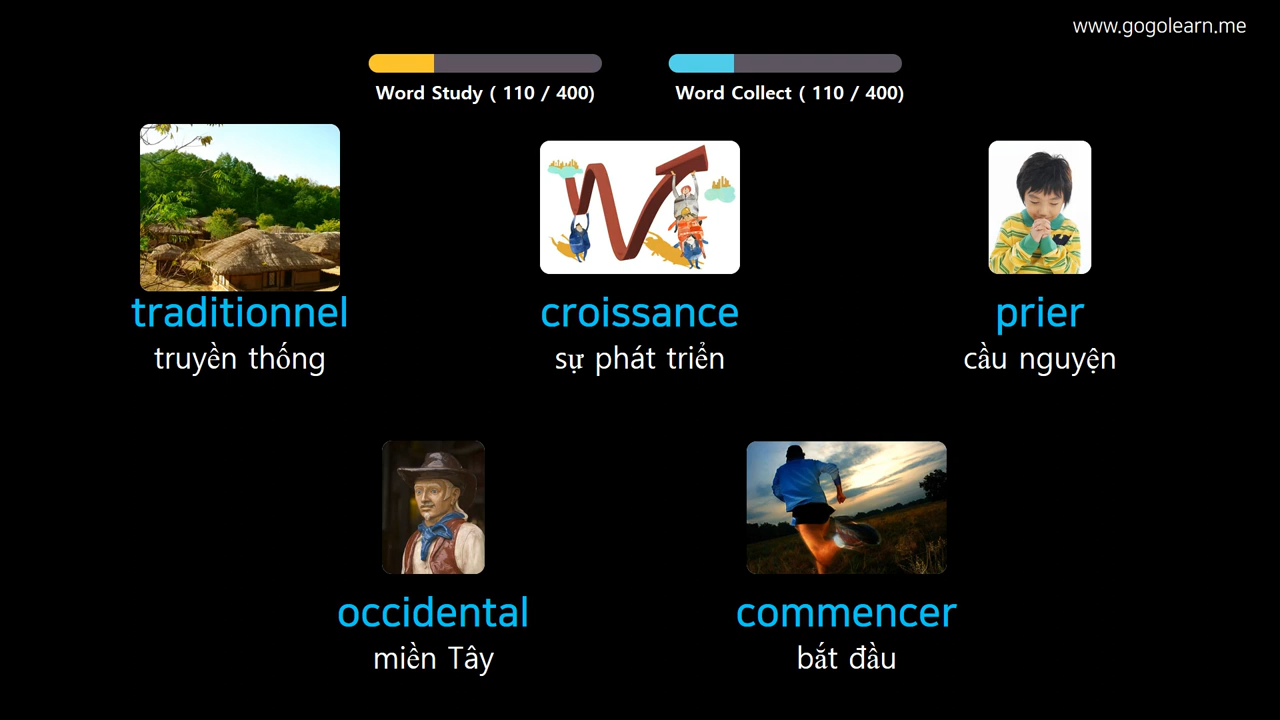 www.gogolearn.me
Word Study ( 110 / 400)
Word Collect ( 110 / 400)
traditionnel
truyền thống
croissance
sự phát triển
prier
cầu nguyện
occidental
miền Tây
commencer
bắt đầu